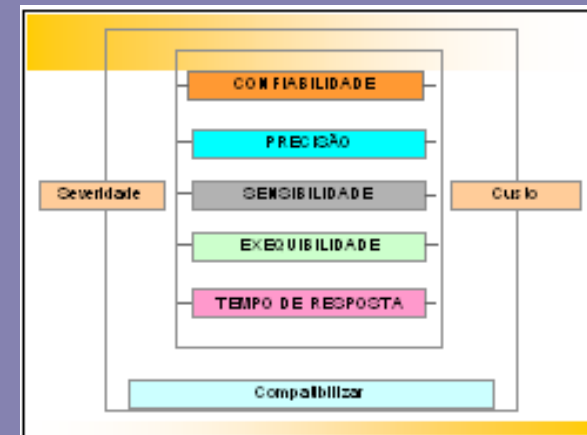 CONFIABILIDADE
PRECISÃO
Severidade
SENSIBILIDADE
Custo
EXEQUIBILIDADE
TEMPO DE RESPOSTA
Compatibilizar